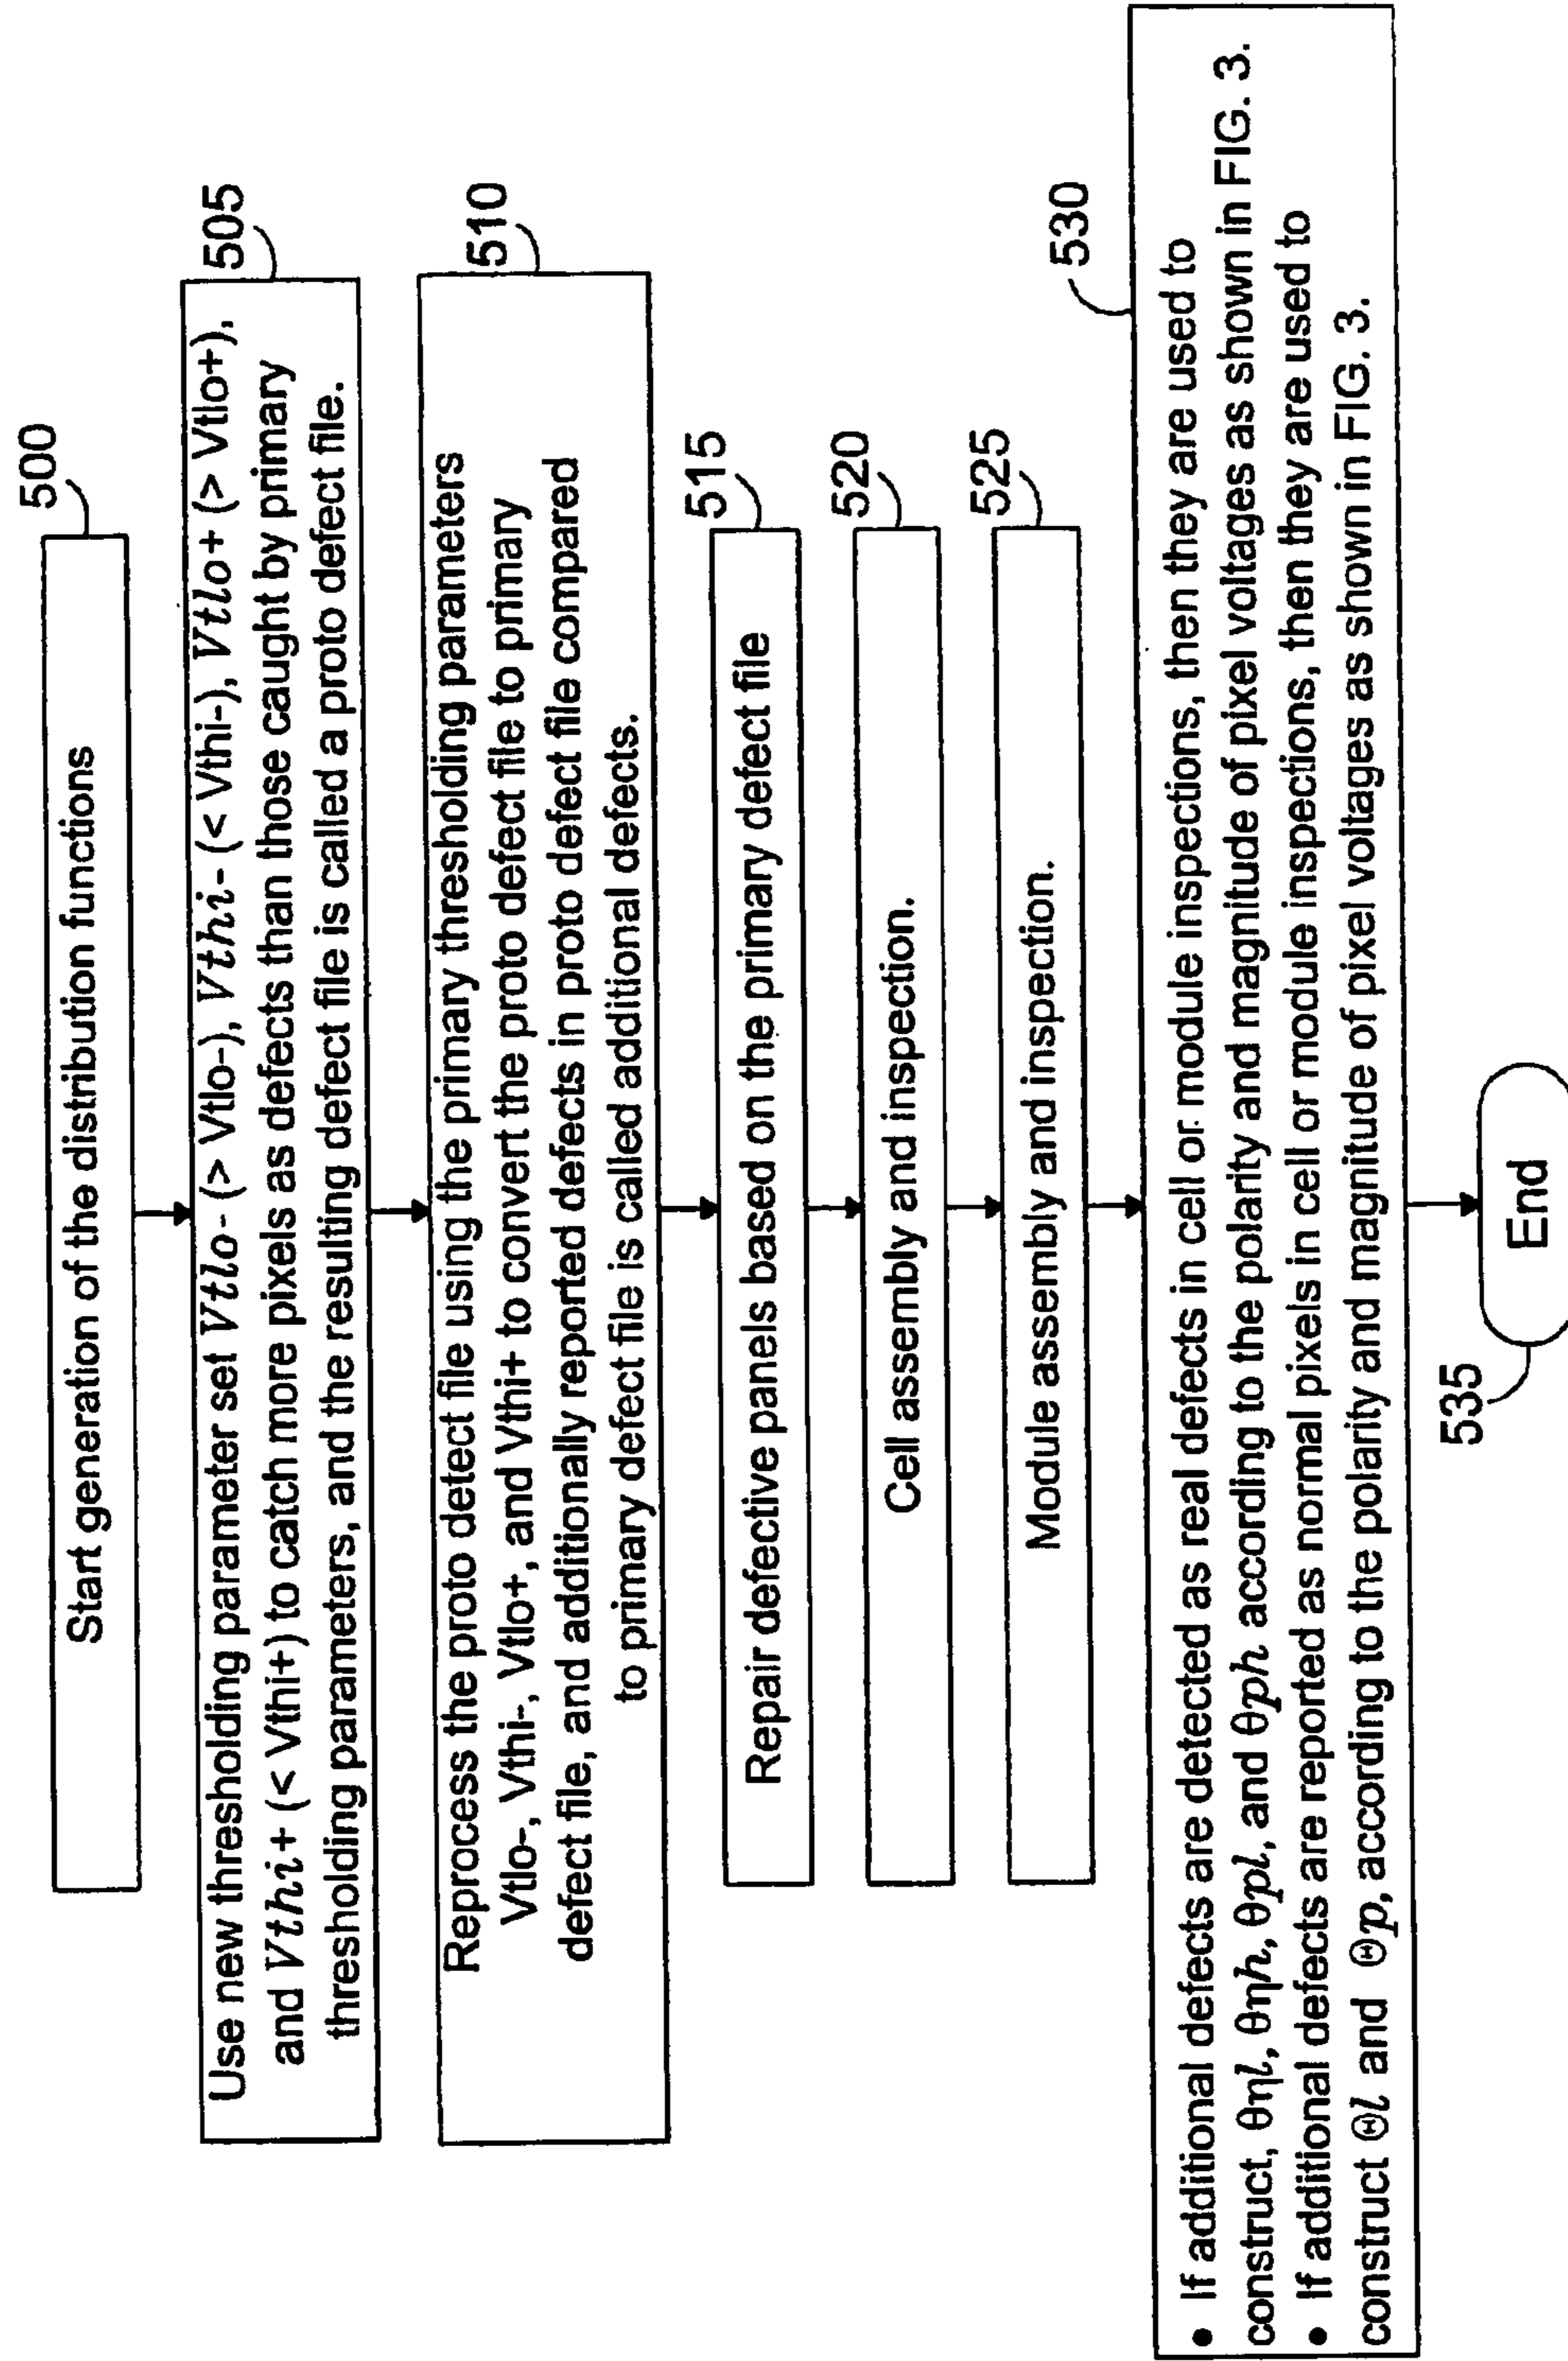 500
Start generation of the distribution functions
505
Use new thresholding parameter set Vtlo- (> Vtlo-), Vthi- (< Vthi-), Vtlo+ (> Vtlo+),
and Vthi+ (< Vthi+) to catch more pixels as defects than those caught by primary
thresholding parameters, and the resulting defect file is called a proto defect file.
510
Reprocess the proto detect file using the primary thresholding parameters
Vtlo-, Vthi-, Vtlo+, and Vthi+ to convert the proto defect file to primary
defect file, and additionally reported defects in proto defect file compared
to primary defect file is called additional defects.
515
Repair defective panels based on the primary defect file
520
Cell assembly and inspection.
525
Module assembly and inspection.
530
• If additional defects are detected as real defects in cell or module inspections, then they are used to
construct, θηl, θηh, θpl, and θph according to the polarity and magnitude of pixel voltages as shown in FIG. 3.
• If additional defects are reported as normal pixels in cell or module inspections, then they are used to
construct Θl and Θp, according to the polarity and magnitude of pixel voltages as shown in FIG. 3.
535
End